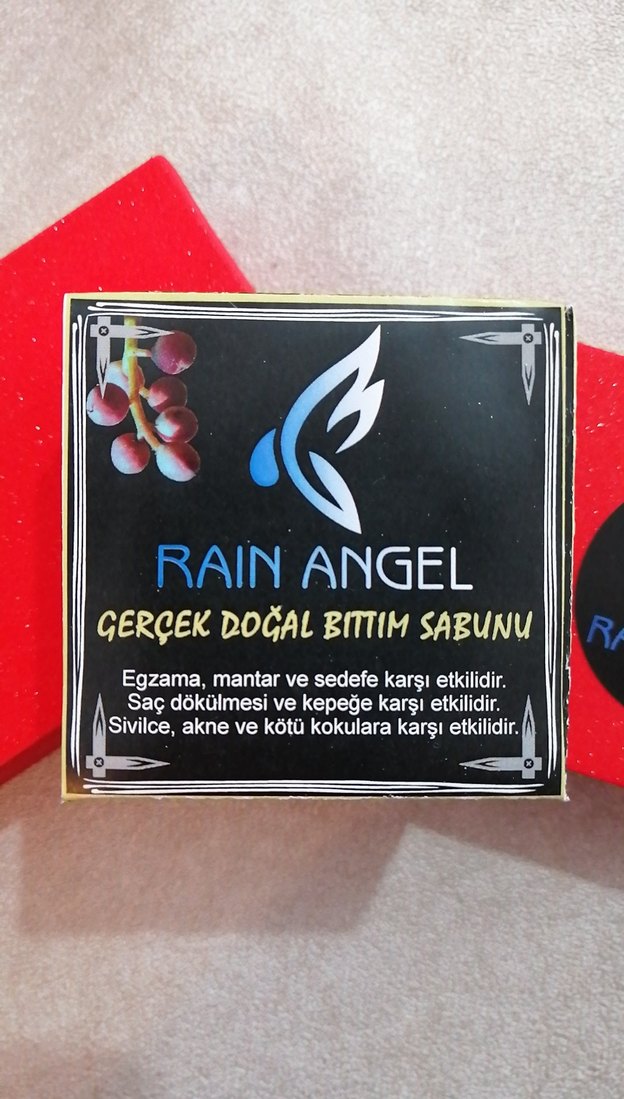 RAIN ANGEL
GERÇEK DOĞAL BITTIM SABUNU
Egzama, mantar ve sedefe karşı etkilidir.
Saç dökülmesi ve kepeğe karşı etkilidir.
Sivilce, akne ve kötü kokulara karşı etkilidir.